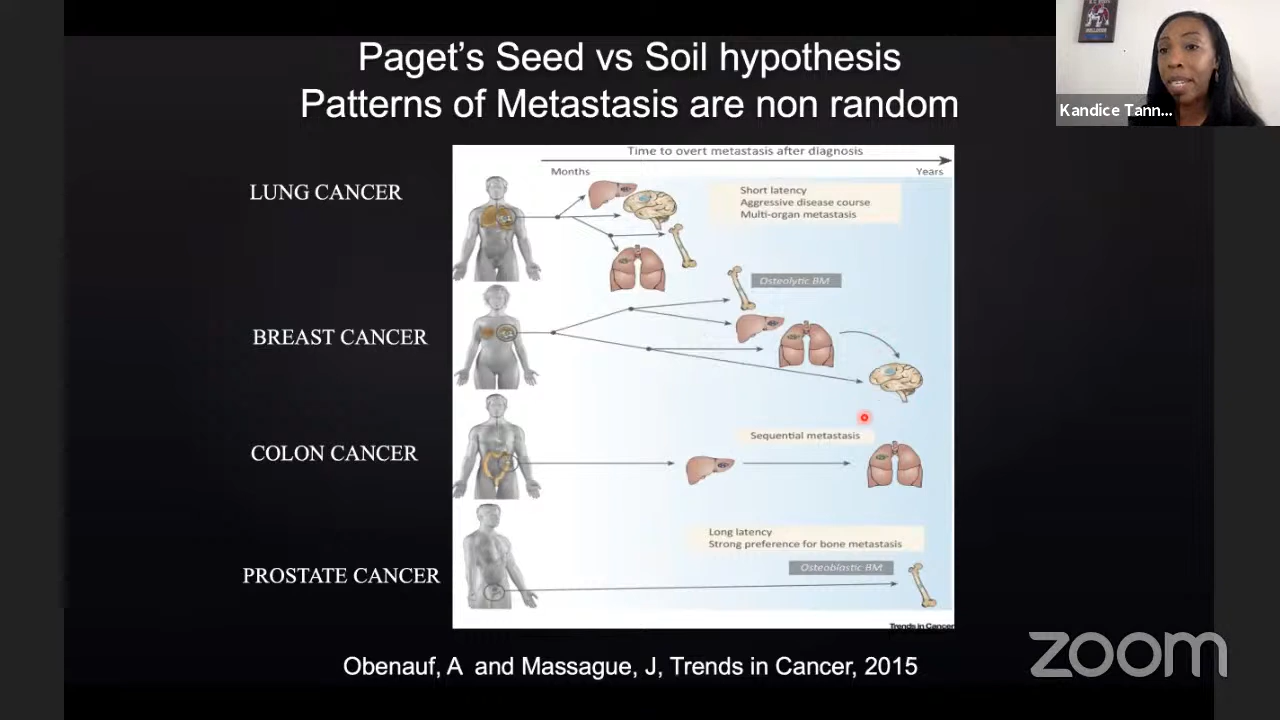 Paget's Seed vs Soil hypothesis
Patterns of Metastasis are non random
Kandice Tann...
Time to overt metastasis after diagnosis
Months
Years
LUNG CANCER
Short latency
Aggressive disease course
Multi-organ metastasis
Osteolytic BM
BREAST CANCER
COLON CANCER
Sequential metastasis
Long latency
Strong preference for bone metastasis
PROSTATE CANCER
Osteoblastic BM
Trends in Cancer
Obenauf, A and Massague, J, Trends in Cancer, 2015
zoom